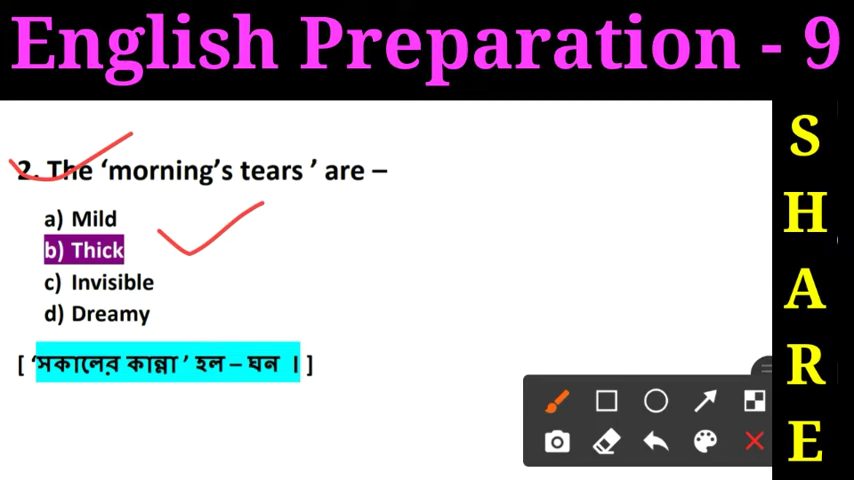 English Preparation - 9
2. The ‘morning’s tears ’ are –
a) Mild
b) Thick
c) Invisible
d) Dreamy
[ ‘সকালের কান্না ’ হল – ঘন । ]
S
H
A
R
E